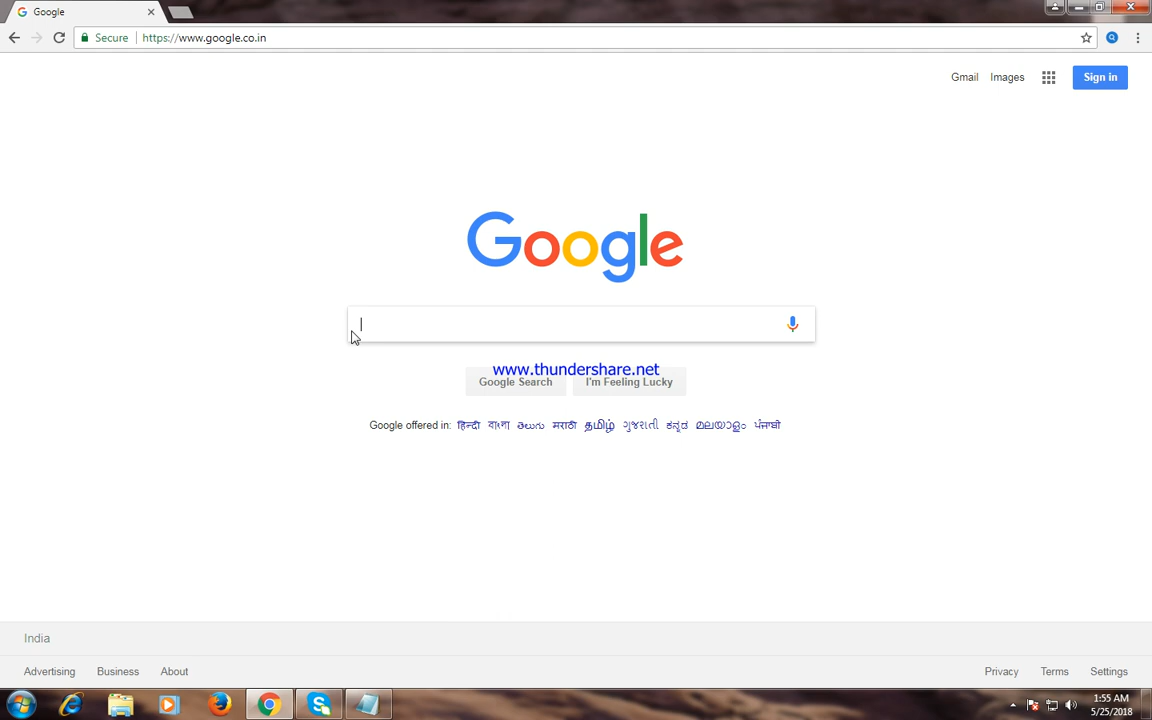 Google
Secure https://www.google.co.in
Gmail Images Sign in
Google
www.thundershare.net
Google Search I'm Feeling Lucky
Google offered in: हिन्दी বাংলা తెలుగు मराठी தமிழ் ગુજરાતી ಕನ್ನಡ മലയാളം ਪੰਜਾਬੀ
India
Advertising Business About Privacy Terms Settings
1:55 AM
5/25/2018